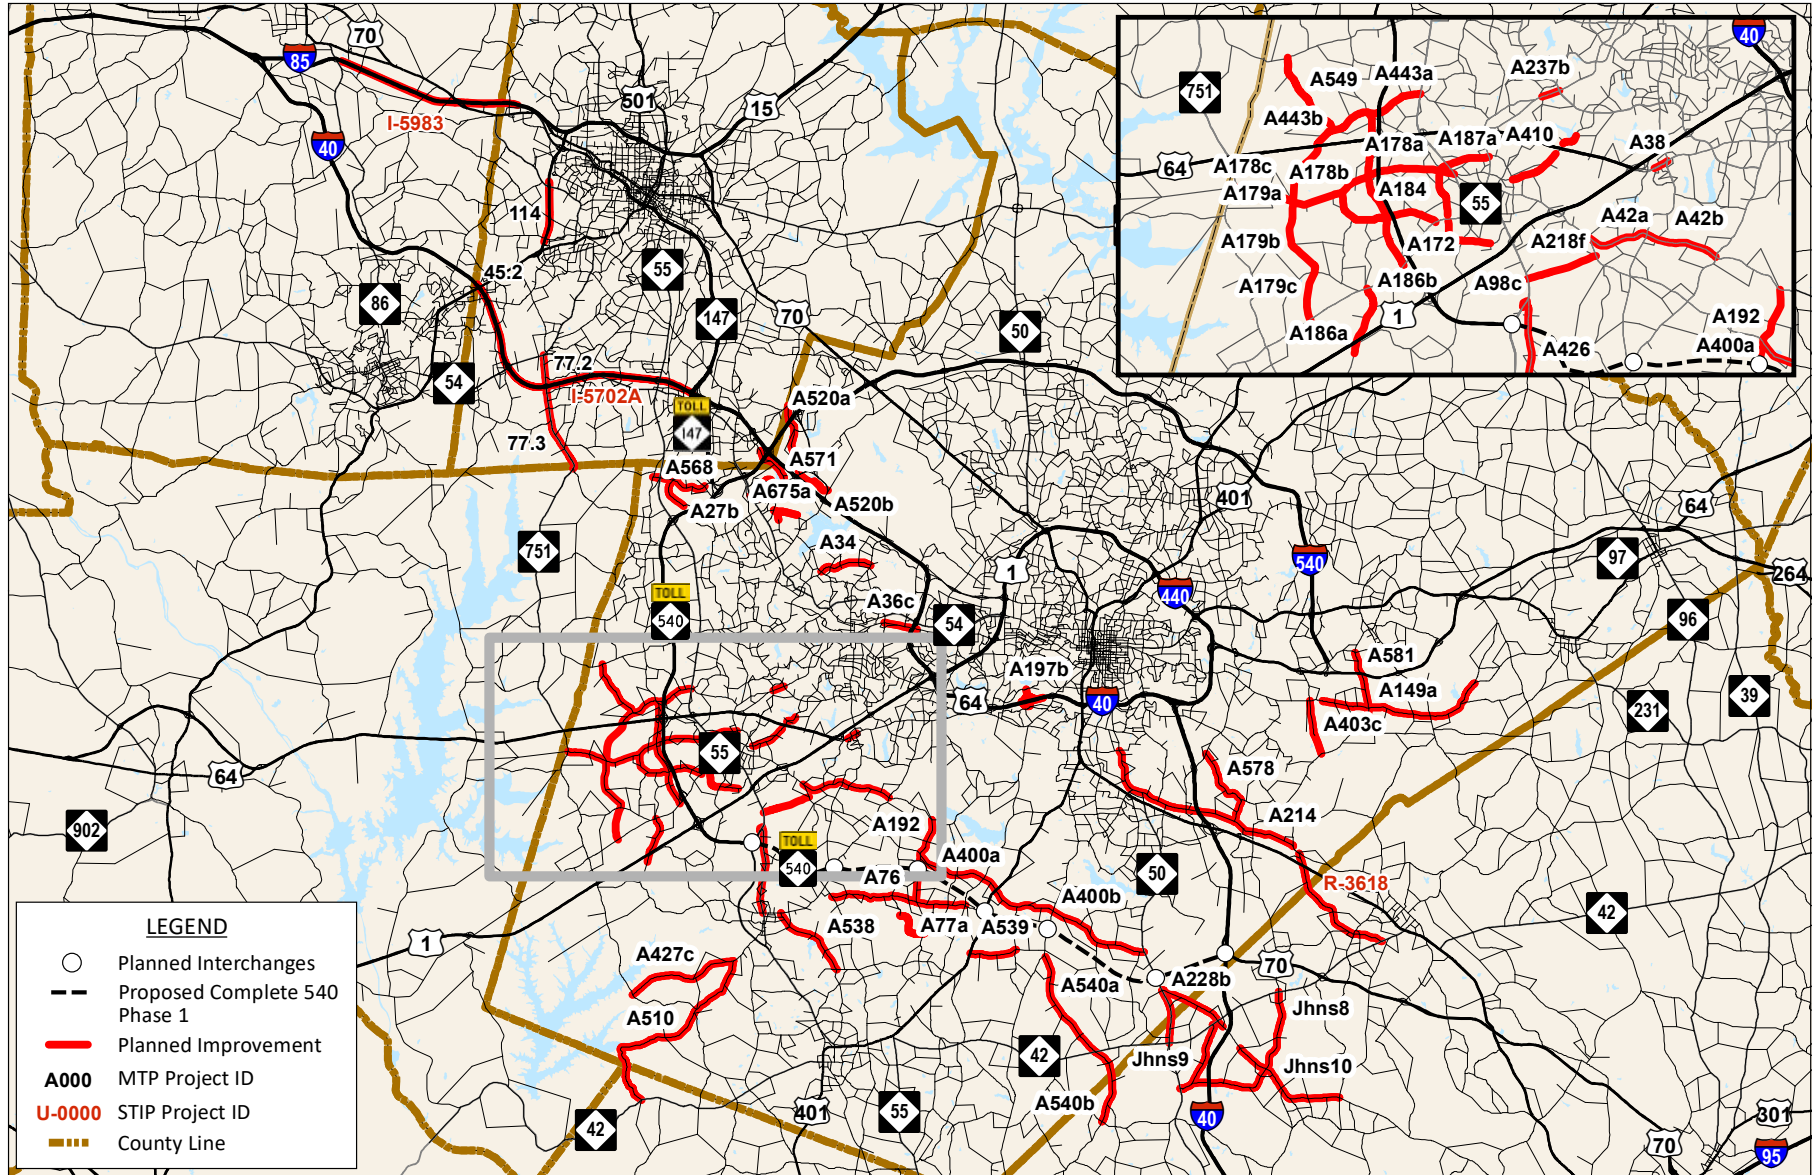 70
85
I-5983
40
501
15
114
45:2
86
55
147
70
50
54
77.2
I-5702A
77.3
TOLL
147
A520a
A568
A571
A675a
A27b
A520b
751
A34
TOLL
540
A36c
54
1
440
401
540
64
97
264
96
A197b
64
40
A581
A149a
A403c
231
39
55
64
902
A578
A214
A192
TOLL
540
A400a
A76
A400b
50
R-3618
42
A538
A77a
A539
1
A427c
A540a
A228b
70
A510
Jhns8
42
Jhns9
Jhns10
A540b
401
55
42
40
301
70
95
751
A549
A443a
A237b
40
A443b
A178a
A187a
A410
A38
64
A178c
A178b
A179a
A184
55
A42a
A42b
A179b
A172
A218f
A179c
A186b
A98c
A186a
1
A426
A192
A400a
LEGEND
Planned Interchanges
Proposed Complete 540
Phase 1
Planned Improvement
A000 MTP Project ID
U-0000 STIP Project ID
County Line